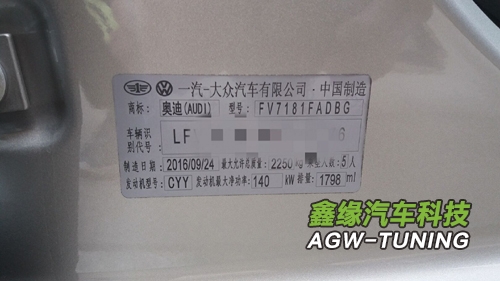 一汽-大众汽车有限公司·中国制造
商标: 奥迪(AUDI) 型号: FV7181FADBG
车辆识别代号: LF 6
制造日期: 2016/09/24 最大允许总质量: 2250 乘坐人数: 5人
发动机型号: CYY 发动机最大净功率: 140 kW 排量: 1798 ml
鑫缘汽车科技
AGW-TUNING